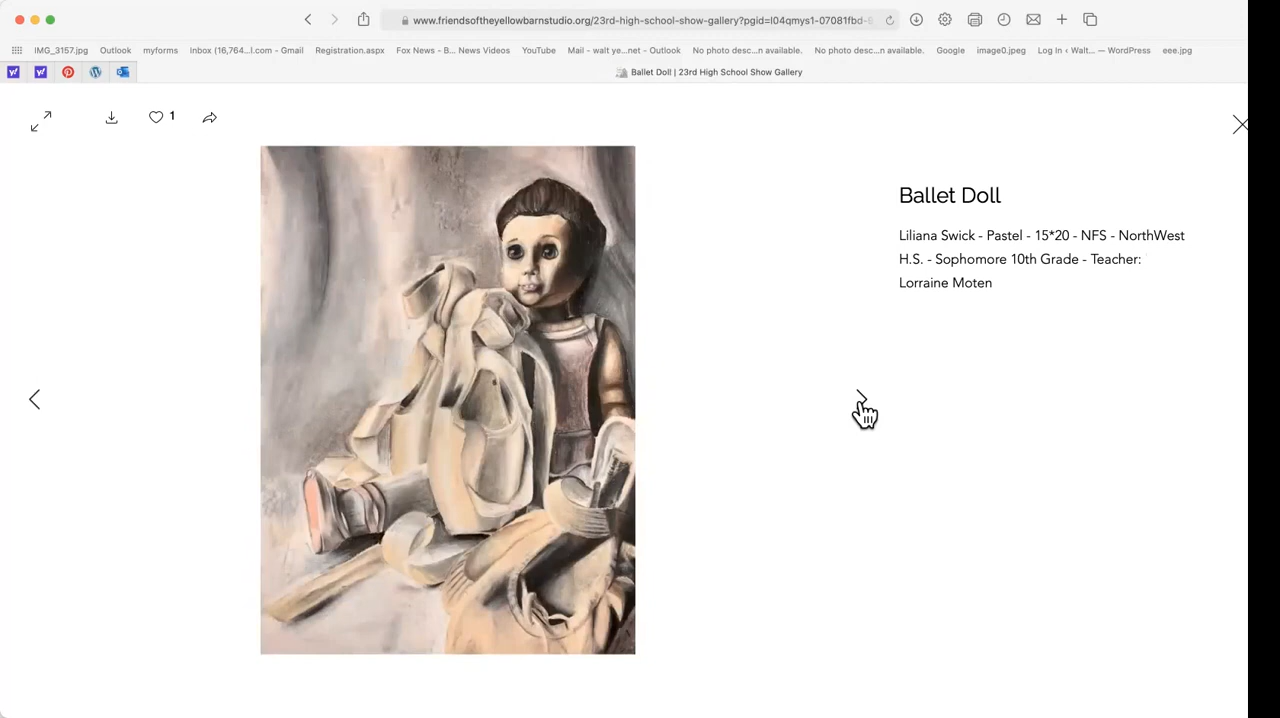 www.friendsoftheyellowbarnstudio.org/23rd-high-school-show-gallery?pgid=l04qmys1-07081fbd-
IMG_3157.jpg Outlook myforms Inbox (16,764...l.com - Gmail Registration.aspx Fox News - B... News Videos YouTube Mail - walt ye...net - Outlook No photo desc...n available. No photo desc...n available. Google image0.jpeg Log In ‹ Walt... — WordPress eee.jpg
Ballet Doll | 23rd High School Show Gallery
1
Ballet Doll
Liliana Swick - Pastel - 15*20 - NFS - NorthWest
H.S. - Sophomore 10th Grade - Teacher:
Lorraine Moten